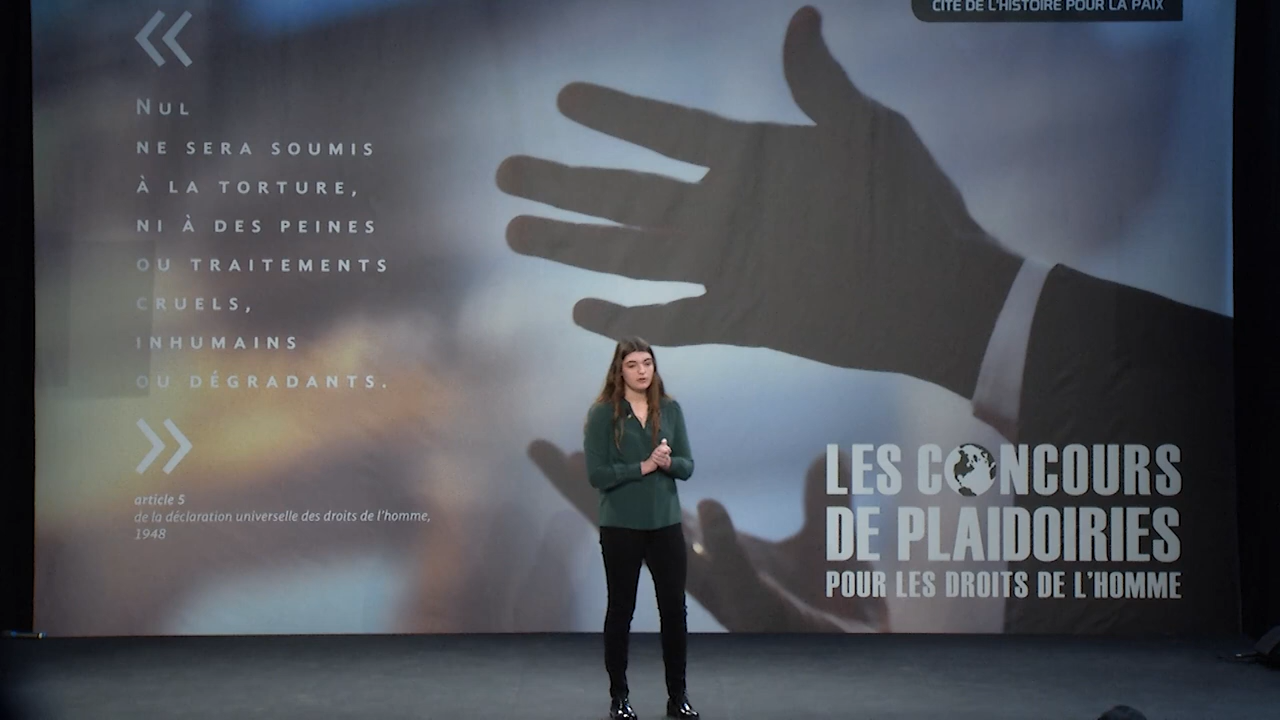 CITÉ DE L'HISTOIRE POUR LA PAIX
«
NUL
NE SERA SOUMIS
À LA TORTURE,
NI À DES PEINES
OU TRAITEMENTS
CRUELS,
INHUMAINS
OU DÉGRADANTS.
»
article 5
de la déclaration universelle des droits de l'homme,
1948
LES CONCOURS
DE PLAIDOIRIES
POUR LES DROITS DE L'HOMME